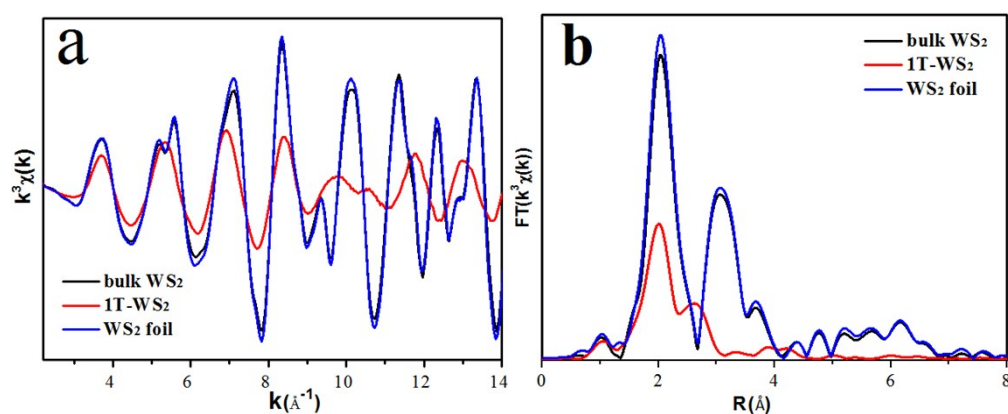 a
k³χ(k)
bulk WS₂
1T-WS₂
WS₂ foil
4 6 8 10 12 14
k(Å⁻¹)
b
FT(k³χ(k))
bulk WS₂
1T-WS₂
WS₂ foil
0 2 4 6 8
R(Å)